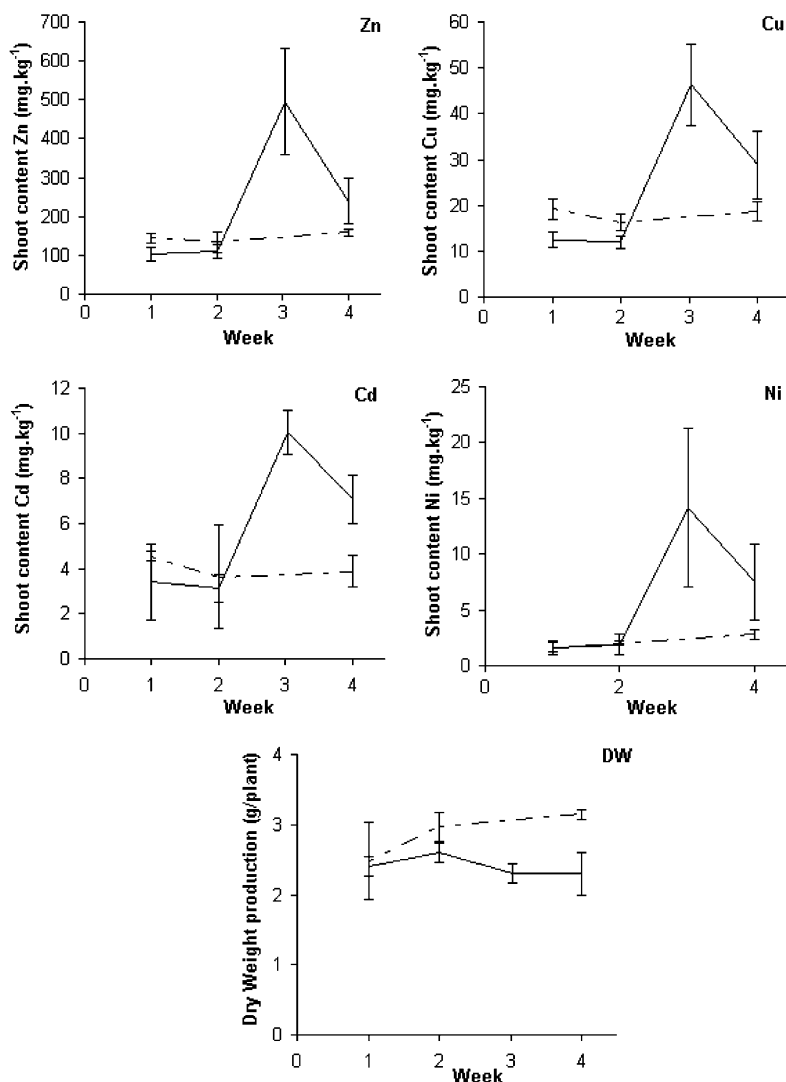 Zn
Shoot content Zn (mg.kg-1)
700
600
500
400
300
200
100
0
0 1 2 3 4
Week
Cu
Shoot content Cu (mg.kg-1)
60
50
40
30
20
10
0
0 1 2 3 4
Week
Cd
Shoot content Cd (mg.kg-1)
12
10
8
6
4
2
0
0 1 2 3 4
Week
Ni
Shoot content Ni (mg.kg-1)
25
20
15
10
5
0
0 2 4
Week
DW
Dry Weight production (g/plant)
4
3
2
1
0
0 1 2 3 4
Week